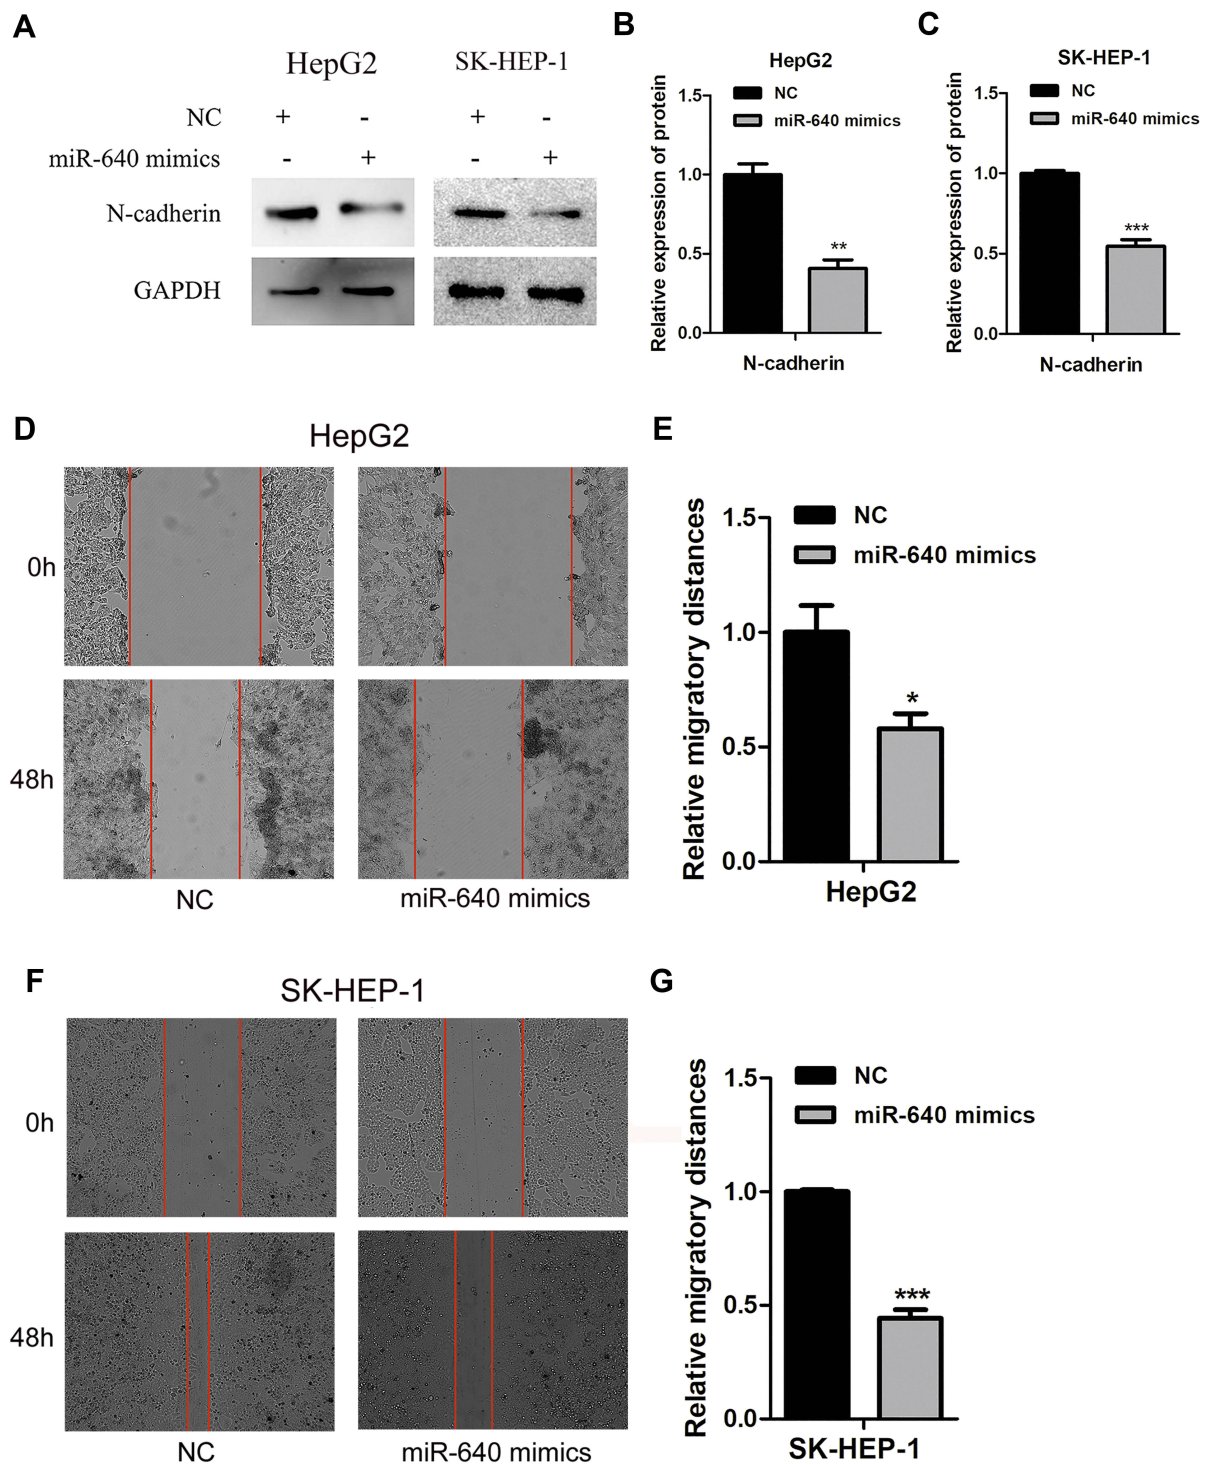 A
HepG2 SK-HEP-1
NC + - + -
miR-640 mimics - + - +
N-cadherin
GAPDH
B
HepG2
NC
miR-640 mimics
Relative expression of protein
1.5
1.0
0.5
0.0
**
N-cadherin
C
SK-HEP-1
NC
miR-640 mimics
Relative expression of protein
1.5
1.0
0.5
0.0
***
N-cadherin
D
HepG2
0h
48h
NC miR-640 mimics
E
NC
miR-640 mimics
Relative migratory distances
1.5
1.0
0.5
0.0
*
HepG2
F
SK-HEP-1
0h
48h
NC miR-640 mimics
G
NC
miR-640 mimics
Relative migratory distances
1.5
1.0
0.5
0.0
***
SK-HEP-1